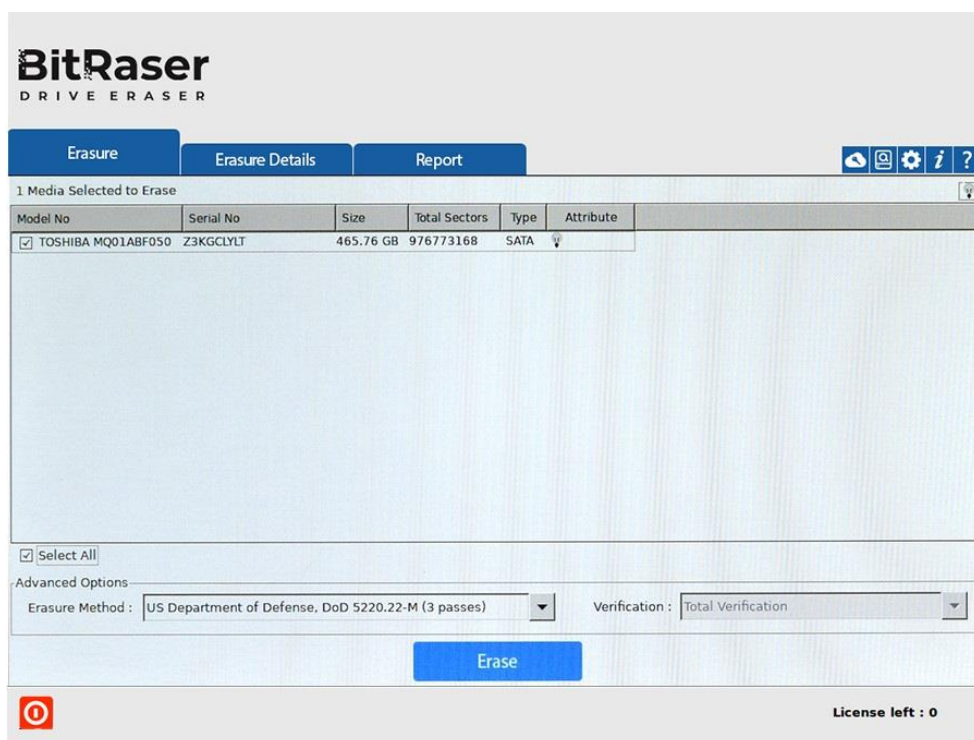 BitRaser
DRIVE ERASER
Erasure Erasure Details Report
1 Media Selected to Erase
Model No Serial No Size Total Sectors Type Attribute
TOSHIBA MQ01ABF050 Z3KGCLYLT 465.76 GB 976773168 SATA
Select All
Advanced Options
Erasure Method : US Department of Defense, DoD 5220.22-M (3 passes) Verification : Total Verification
Erase
License left : 0